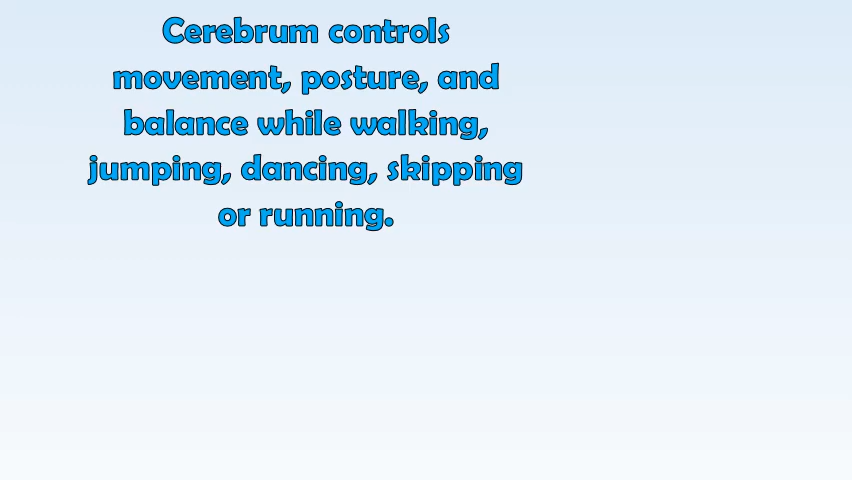 Cerebrum controls
movement, posture, and
balance while walking,
jumping, dancing, skipping
or running.